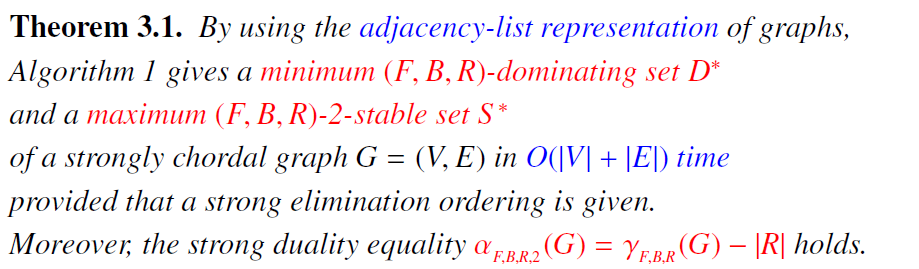 Theorem 3.1. By using the adjacency-list representation of graphs,
Algorithm 1 gives a minimum (F, B, R)-dominating set D*
and a maximum (F, B, R)-2-stable set S*
of a strongly chordal graph G = (V, E) in O(|V| + |E|) time
provided that a strong elimination ordering is given.
Moreover, the strong duality equality α_{F,B,R,2}(G) = γ_{F,B,R}(G) − |R| holds.